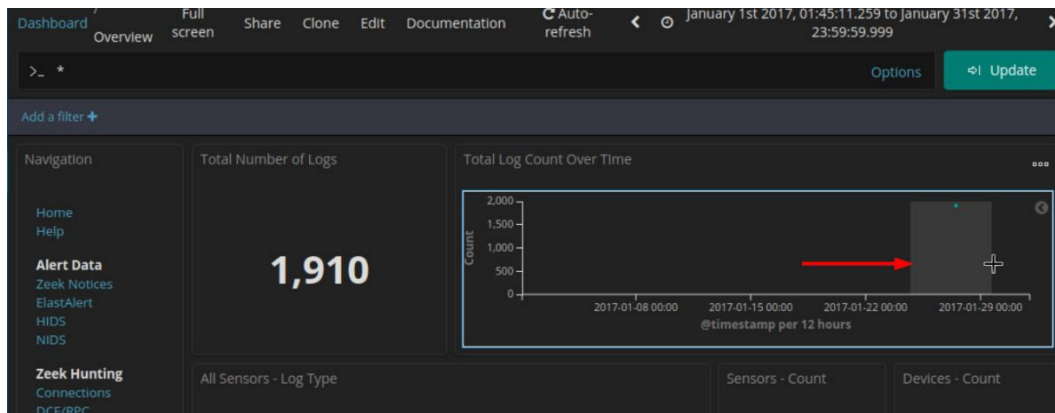 Dashboard / Overview
Full screen
Share
Clone
Edit
Documentation
Auto-refresh
January 1st 2017, 01:45:11.259 to January 31st 2017, 23:59:59.999
>_ *
Options
Update
Add a filter +
Navigation
Home
Help
Alert Data
Zeek Notices
ElastAlert
HIDS
NIDS
Zeek Hunting
Connections
DCE/RPC
Total Number of Logs
1,910
Total Log Count Over TIme
Count
2,000
1,500
1,000
500
0
2017-01-08 00:00
2017-01-15 00:00
2017-01-22 00:00
2017-01-29 00:00
@timestamp per 12 hours
All Sensors - Log Type
Sensors - Count
Devices - Count